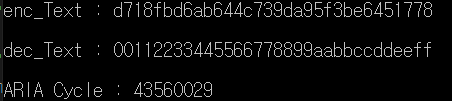 enc_Text : d718fbd6ab644c739da95f3be6451778
dec_Text : 00112233445566778899aabbccddeeff
ARIA Cycle : 43560029